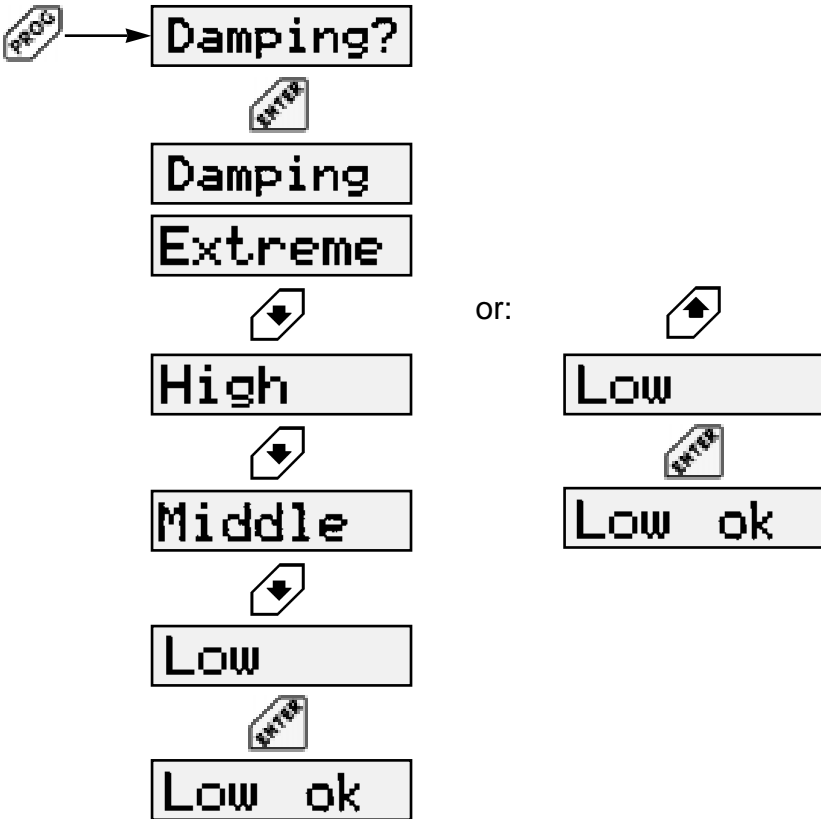 PROG Damping?
ENTER
Damping
Extreme
or:
High
Low
ENTER
Middle
Low ok
Low
ENTER
Low ok